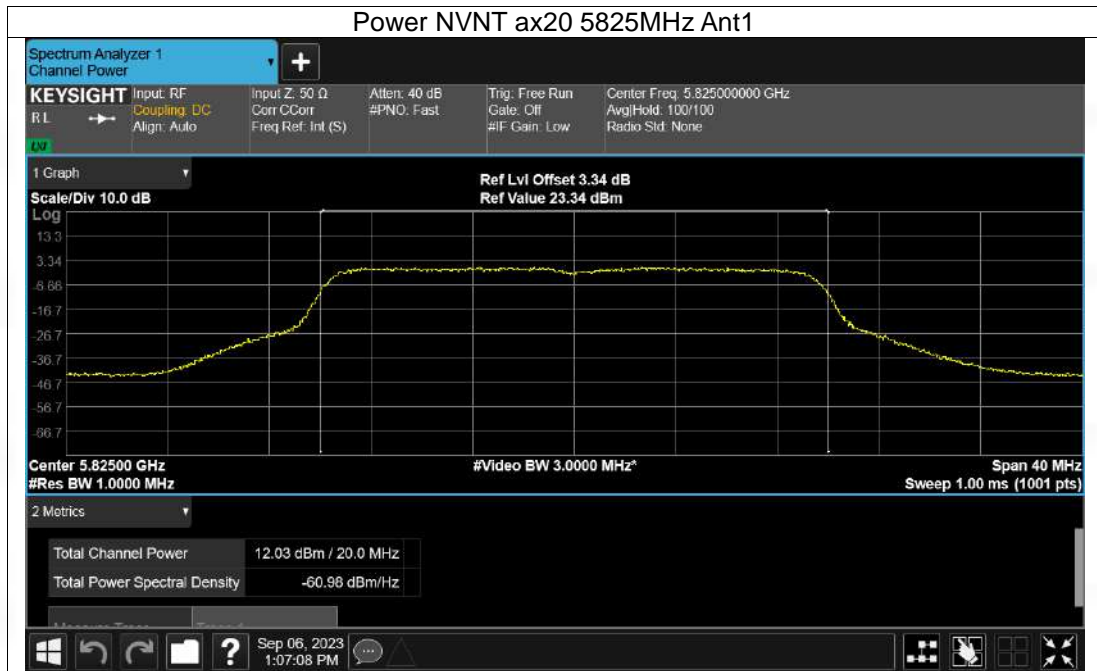 Power NVNT ax20 5825MHz Ant1
Spectrum Analyzer 1
Channel Power
KEYSIGHT
RL
LXI
Input: RF
Coupling: DC
Align: Auto
Input Z: 50 Ω
Corr CCorr
Freq Ref: Int (S)
Atten: 40 dB
#PNO: Fast
Trig: Free Run
Gate: Off
#IF Gain: Low
Center Freq: 5.825000000 GHz
Avg|Hold: 100/100
Radio Std: None
1 Graph
Scale/Div 10.0 dB
Ref Lvl Offset 3.34 dB
Ref Value 23.34 dBm
Log
13.3
3.34
-6.66
-16.7
-26.7
-36.7
-46.7
-56.7
-66.7
Center 5.82500 GHz
#Video BW 3.0000 MHz*
Span 40 MHz
#Res BW 1.0000 MHz
Sweep 1.00 ms (1001 pts)
2 Metrics
Total Channel Power 12.03 dBm / 20.0 MHz
Total Power Spectral Density -60.98 dBm/Hz
Sep 06, 2023
1:07:08 PM